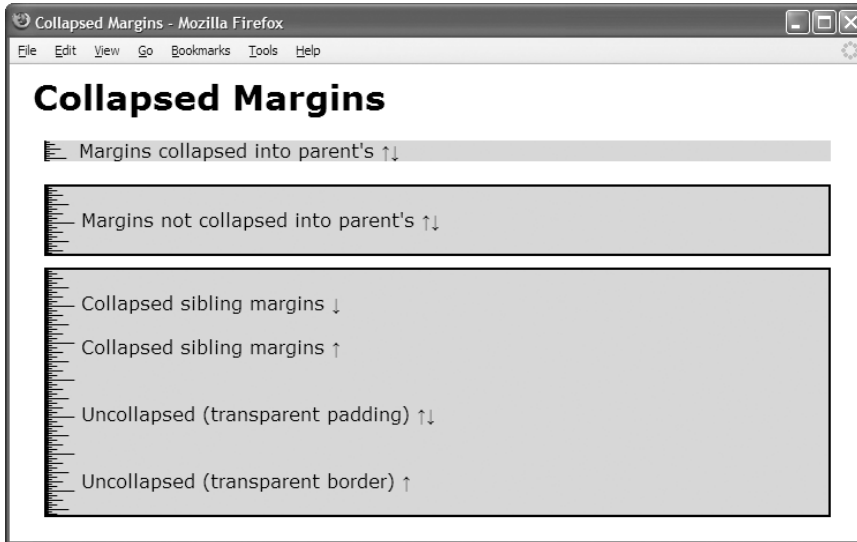 Collapsed Margins - Mozilla Firefox
File Edit View Go Bookmarks Tools Help
Collapsed Margins
Margins collapsed into parent's ↑↓
Margins not collapsed into parent's ↑↓
Collapsed sibling margins ↓
Collapsed sibling margins ↑
Uncollapsed (transparent padding) ↑↓
Uncollapsed (transparent border) ↑